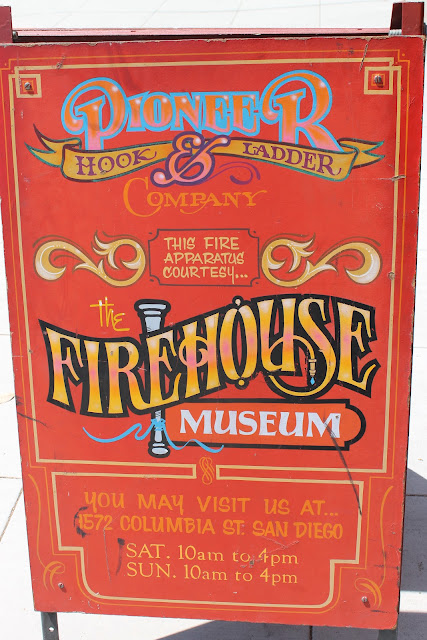 PIONEER
HOOK & LADDER
COMPANY
THIS FIRE
APPARATUS
COURTESY...
the
FIREHOUSE
MUSEUM
YOU MAY VISIT US AT...
1572 COLUMBIA ST. SAN DIEGO
SAT. 10am to 4pm
SUN. 10am to 4pm